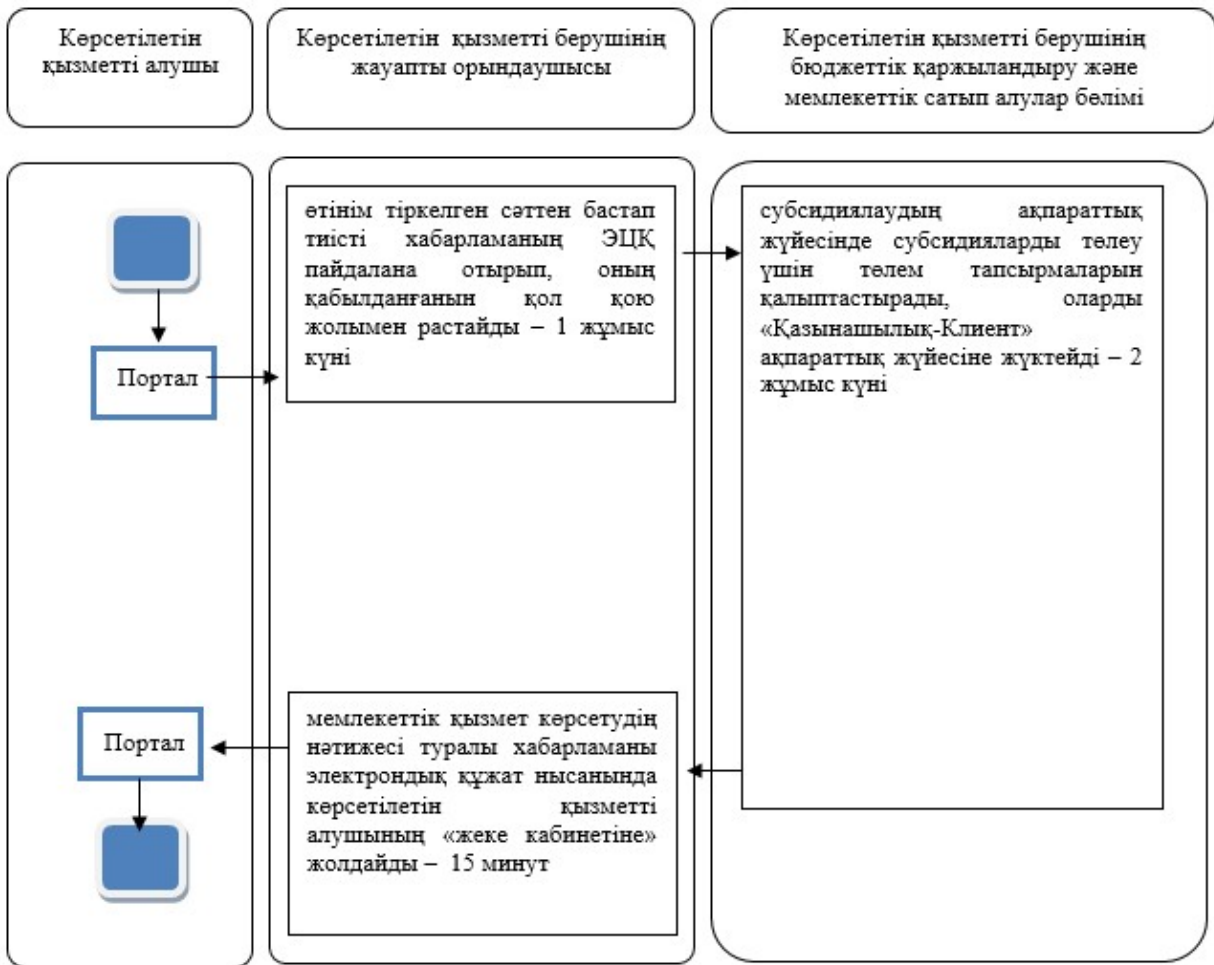 Көрсетілетін
қызметті алушы
Көрсетілетін қызметті берушінің
жауапты орындаушысы
Көрсетілетін қызметті берушінің
бюджеттік қаржыландыру және
мемлекеттік сатып алулар бөлімі
Портал
өтінім тіркелген сәттен бастап
тиісті хабарламаның ЭЦҚ
пайдалана отырып, оның
қабылданғанын қол қою
жолымен растайды – 1 жұмыс
күні
субсидиялаудың ақпараттық
жүйесінде субсидияларды төлеу
үшін төлем тапсырмаларын
қалыптастырады, оларды
«Қазынашылық-Клиент»
ақпараттық жүйесіне жүктейді – 2
жұмыс күні
Портал
мемлекеттік қызмет көрсетудің
нәтижесі туралы хабарламаны
электрондық құжат нысанында
көрсетілетін қызметті
алушының «жеке кабинетіне»
жолдайды – 15 минут